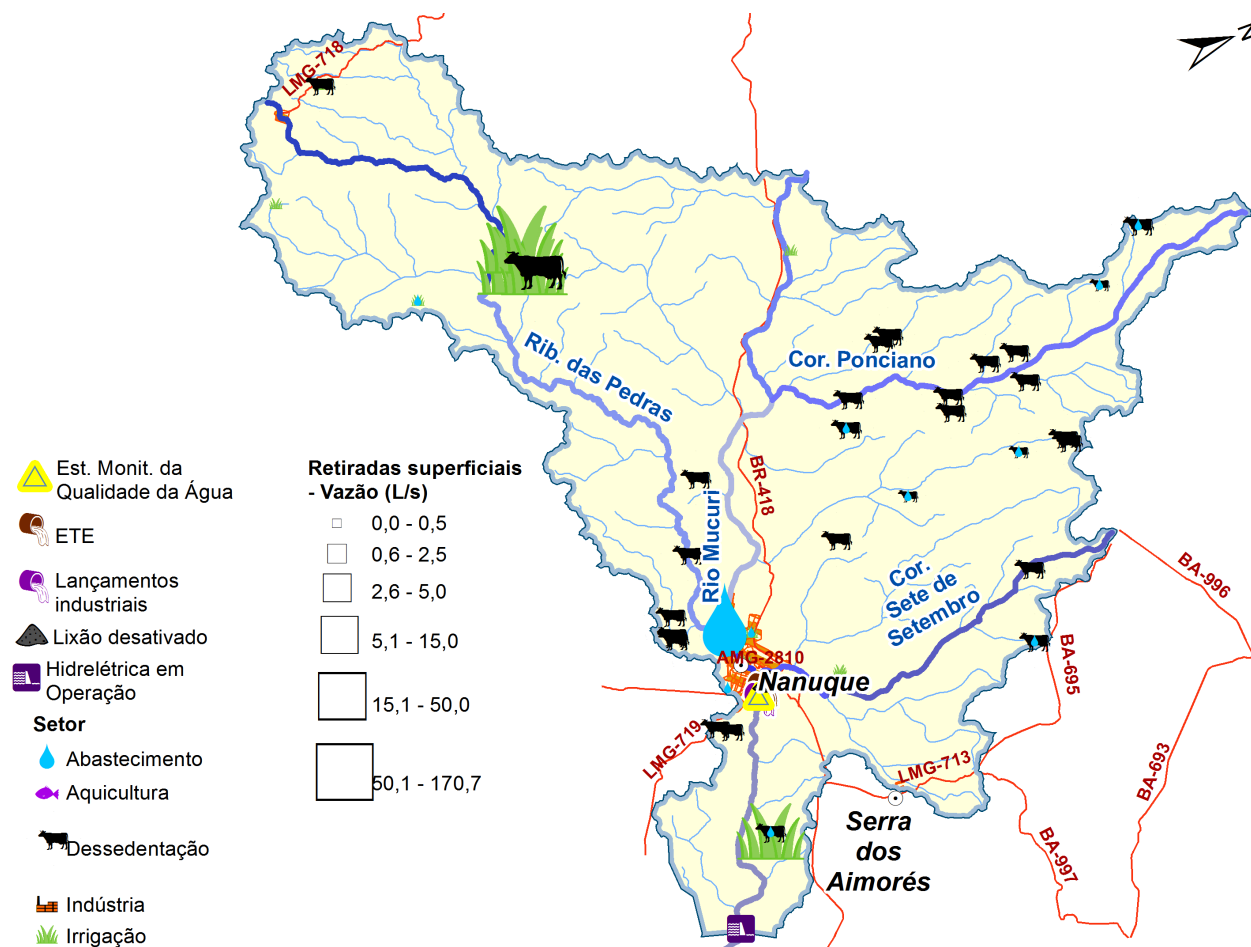 N
LMG-718
Rib. das Pedras
Cor. Ponciano
BR-418
Rio Mucuri
Cor.
Sete de
Setembro
BA-996
BA-695
AMG-2810
Nanuque
LMG-719
LMG-713
BA-693
BA-997
Serra
dos
Aimorés
Est. Monit. da
Qualidade da Água
ETE
Lançamentos
industriais
Lixão desativado
Hidrelétrica em
Operação
Setor
Abastecimento
Aquicultura
Dessedentação
Indústria
Irrigação
Retiradas superficiais
- Vazão (L/s)
0,0 - 0,5
0,6 - 2,5
2,6 - 5,0
5,1 - 15,0
15,1 - 50,0
50,1 - 170,7